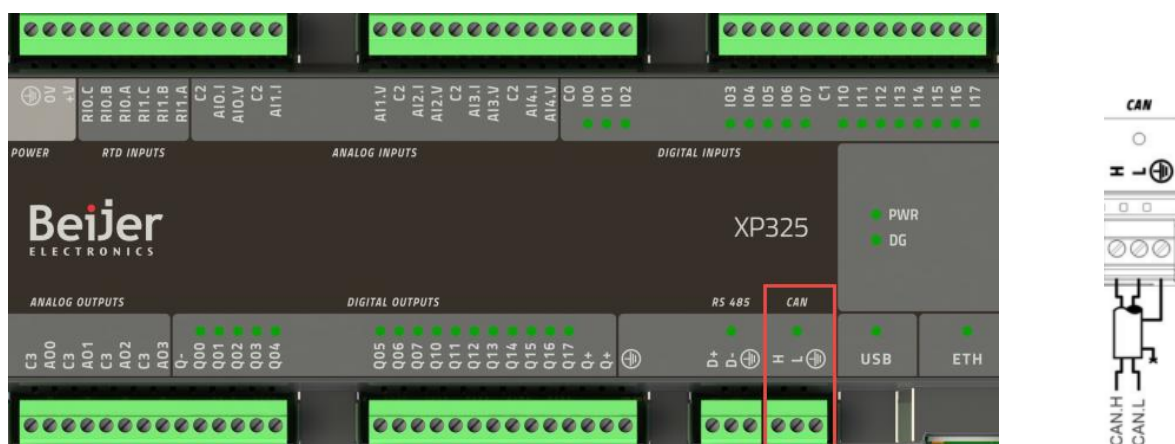 0V
+V
RI0.C
RI0.B
RI0.A
RI1.C
RI1.B
RI1.A
C2
AI0.I
AI0.V
C2
AI1.I
AI1.V
C2
AI2.I
AI2.V
C2
AI3.I
AI3.V
C2
AI4.I
AI4.V
C0
I00
I01
I02
I03
I04
I05
I06
I07
C1
I10
I11
I12
I13
I14
I15
I16
I17
POWER
RTD INPUTS
ANALOG INPUTS
DIGITAL INPUTS
Beijer
ELECTRONICS
XP325
PWR
DG
ANALOG OUTPUTS
DIGITAL OUTPUTS
RS 485
CAN
C3
AO0
C3
AO1
C3
AO2
C3
AO3
Q-
Q00
Q01
Q02
Q03
Q04
Q05
Q06
Q07
Q10
Q11
Q12
Q13
Q14
Q15
Q16
Q17
Q+
Q+
D+
D-
H
L
USB
ETH
CAN
H
L
CAN.H
CAN.L